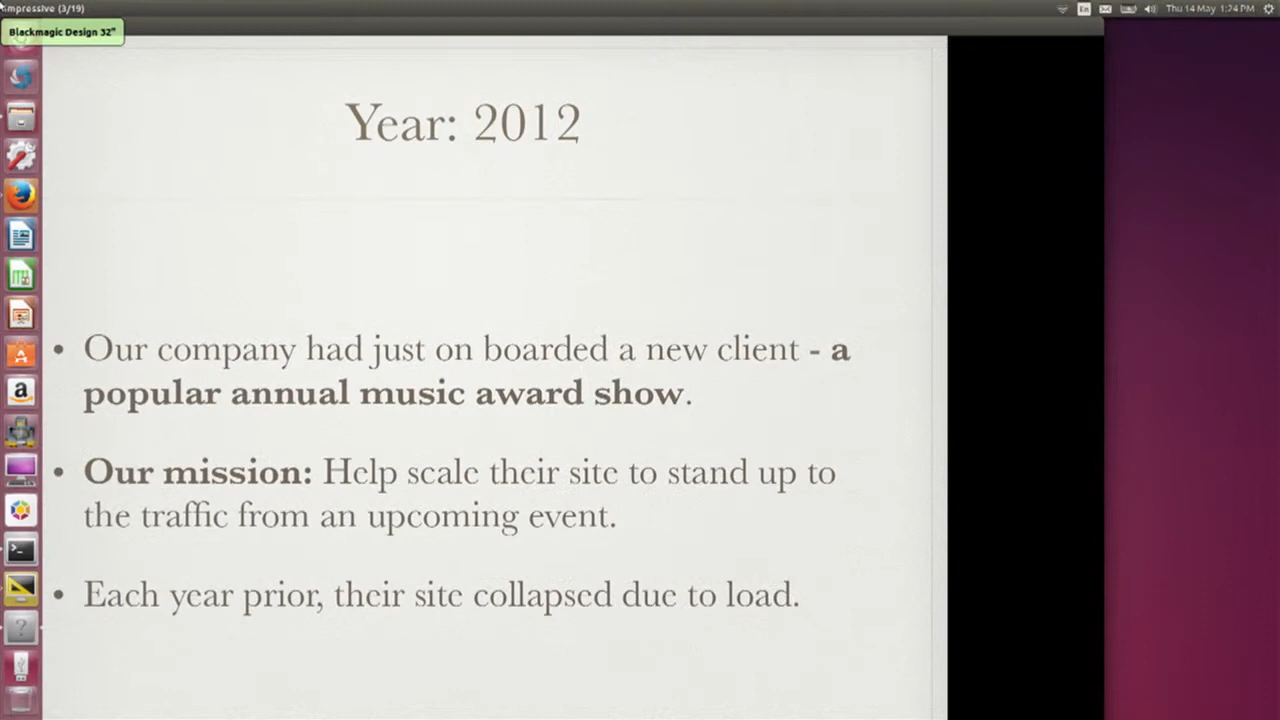 mpressive (3/19)
En
Thu 14 May 1:24 PM
Blackmagic Design 32"
Year: 2012
• Our company had just on boarded a new client - a
popular annual music award show.
• Our mission: Help scale their site to stand up to
the traffic from an upcoming event.
• Each year prior, their site collapsed due to load.